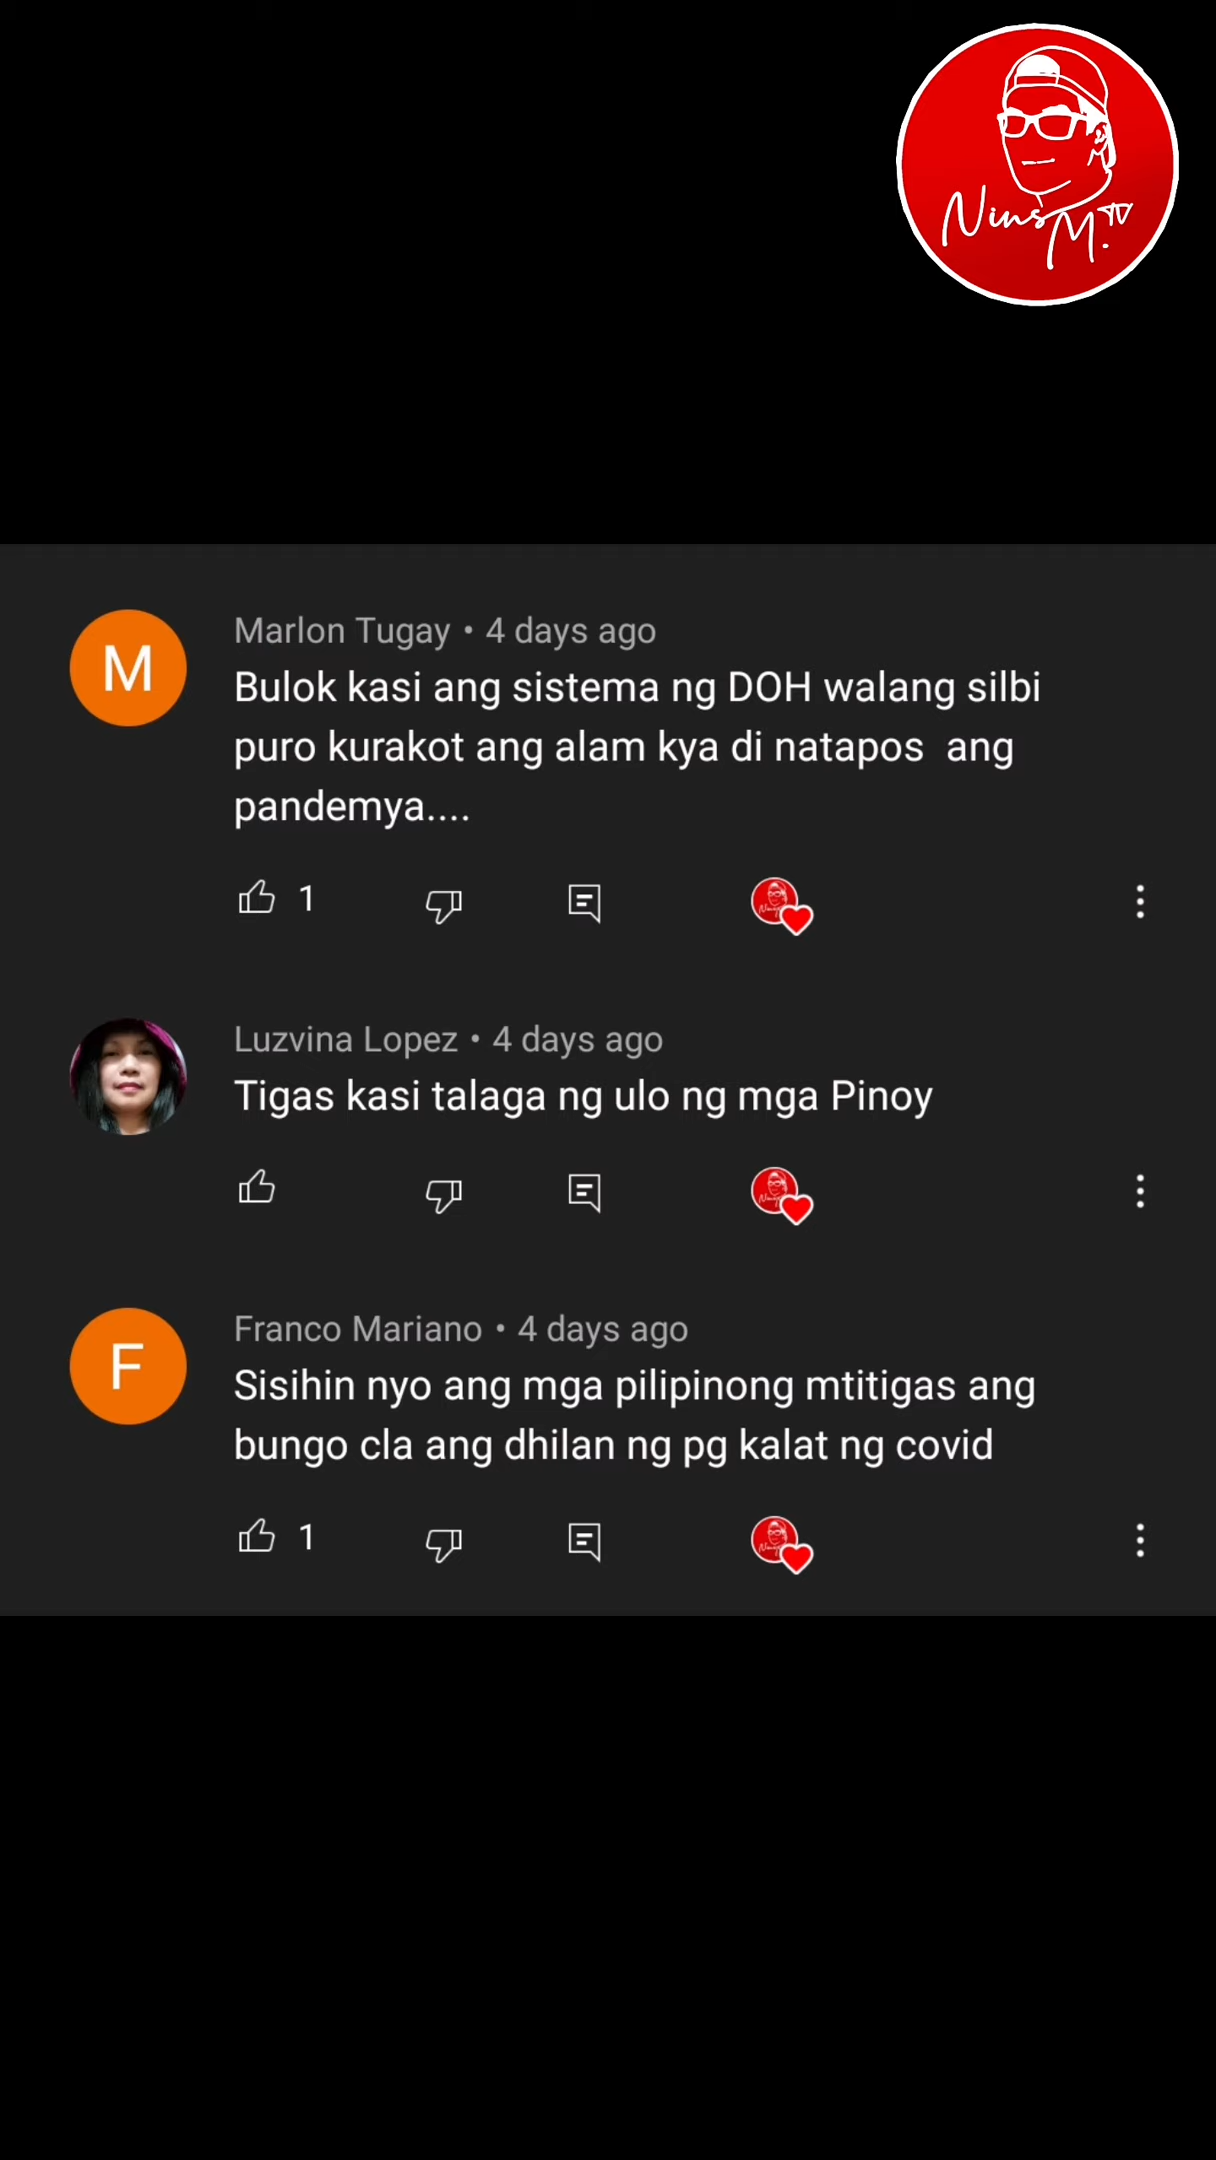 Nins
M.TV
M
Marlon Tugay • 4 days ago
Bulok kasi ang sistema ng DOH walang silbi
puro kurakot ang alam kya di natapos  ang
pandemya....
1
Luzvina Lopez • 4 days ago
Tigas kasi talaga ng ulo ng mga Pinoy
F
Franco Mariano • 4 days ago
Sisihin nyo ang mga pilipinong mtitigas ang
bungo cla ang dhilan ng pg kalat ng covid
1